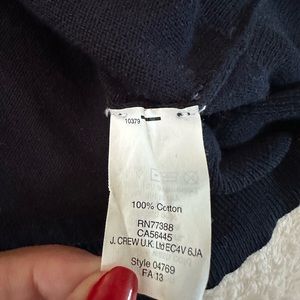 10379
100% Cotton
RN77388
CA56445
J. CREW U.K. Ltd EC4V 6JA
Style 04769
FA 13